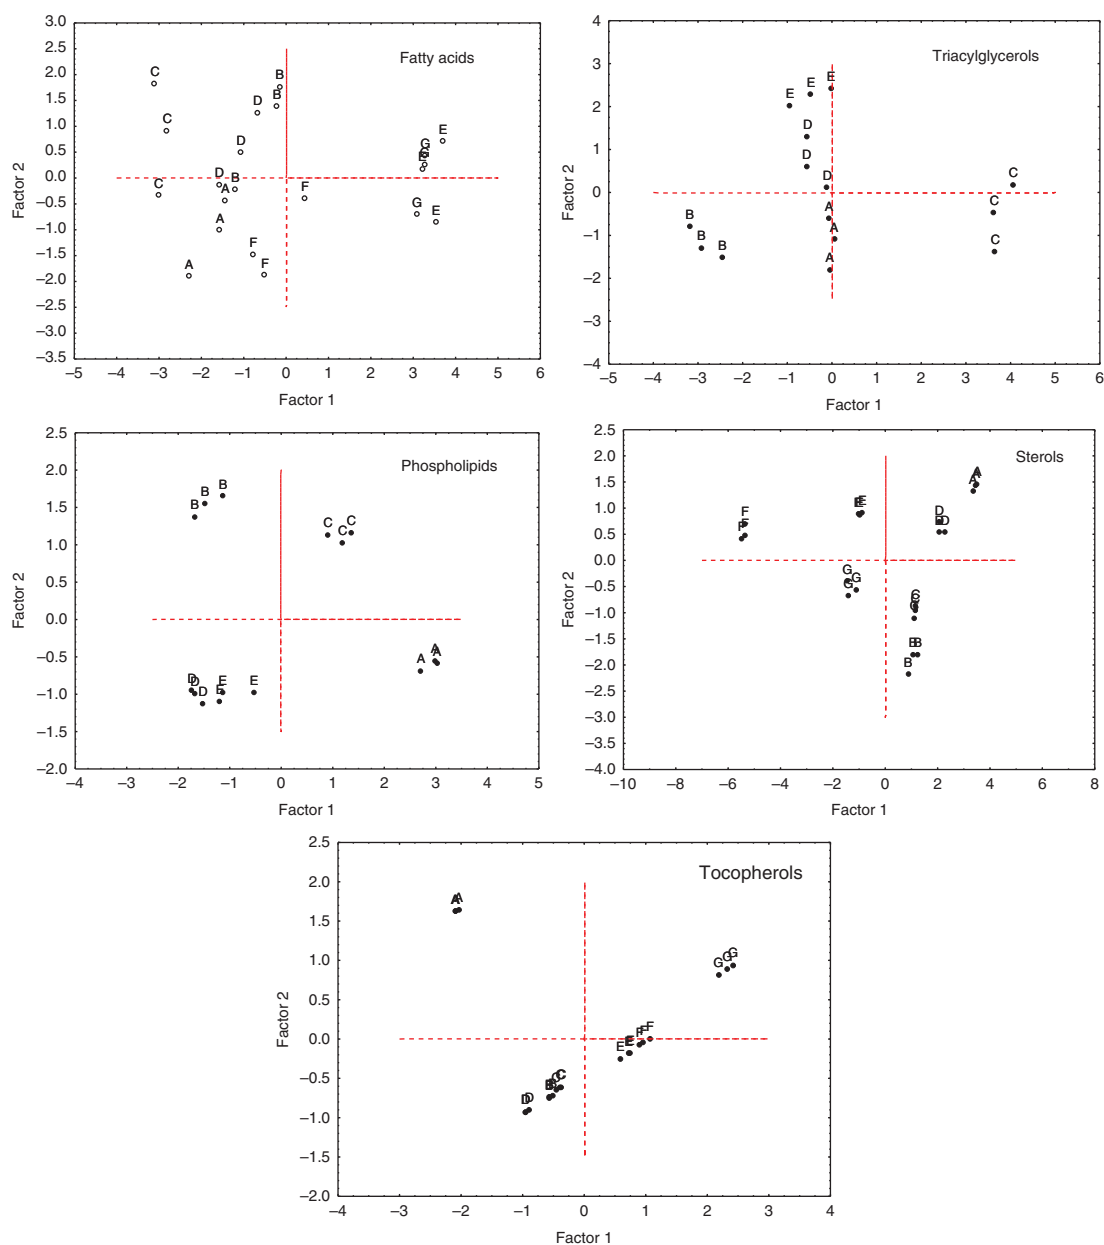 Fatty acids
3.0
2.5
2.0
1.5
1.0
0.5
0.0
−0.5
−1.0
−1.5
−2.0
−2.5
−3.0
−3.5
Factor 2
C
C
C
D
D
D
B
B
B
A
A
A
F
F
F
E
G
G
E
G
E
−4
−3
−2
−1
0
1
2
3
4
5
6
Factor 1
Triacylglycerols
4
3
2
1
0
−1
−2
−3
−4
Factor 2
E
E
E
D
D
D
A
A
A
B
B
B
C
C
C
−5
−4
−3
−2
−1
0
1
2
3
4
5
6
Factor 1
Phospholipids
2.5
2.0
1.5
1.0
0.5
0.0
−0.5
−1.0
−1.5
−2.0
Factor 2
B
B
B
C
C
C
A
A
A
D
D
D
E
E
E
−4
−3
−2
−1
0
1
2
3
4
5
Factor 1
Sterols
2.5
2.0
1.5
1.0
0.5
0.0
−0.5
−1.0
−1.5
−2.0
−2.5
−3.0
−3.5
−4.0
Factor 2
A
A
A
E
E
E
F
F
F
D
D
D
G
G
G
C
C
C
B
B
B
−10
−8
−6
−4
−2
0
2
4
6
8
Factor 1
Tocopherols
2.5
2.0
1.5
1.0
0.5
0.0
−0.5
−1.0
−1.5
−2.0
Factor 2
A
A
G
G
G
F
F
F
E
E
E
C
C
B
B
D
D
−4
−3
−2
−1
0
1
2
3
4
Factor 1